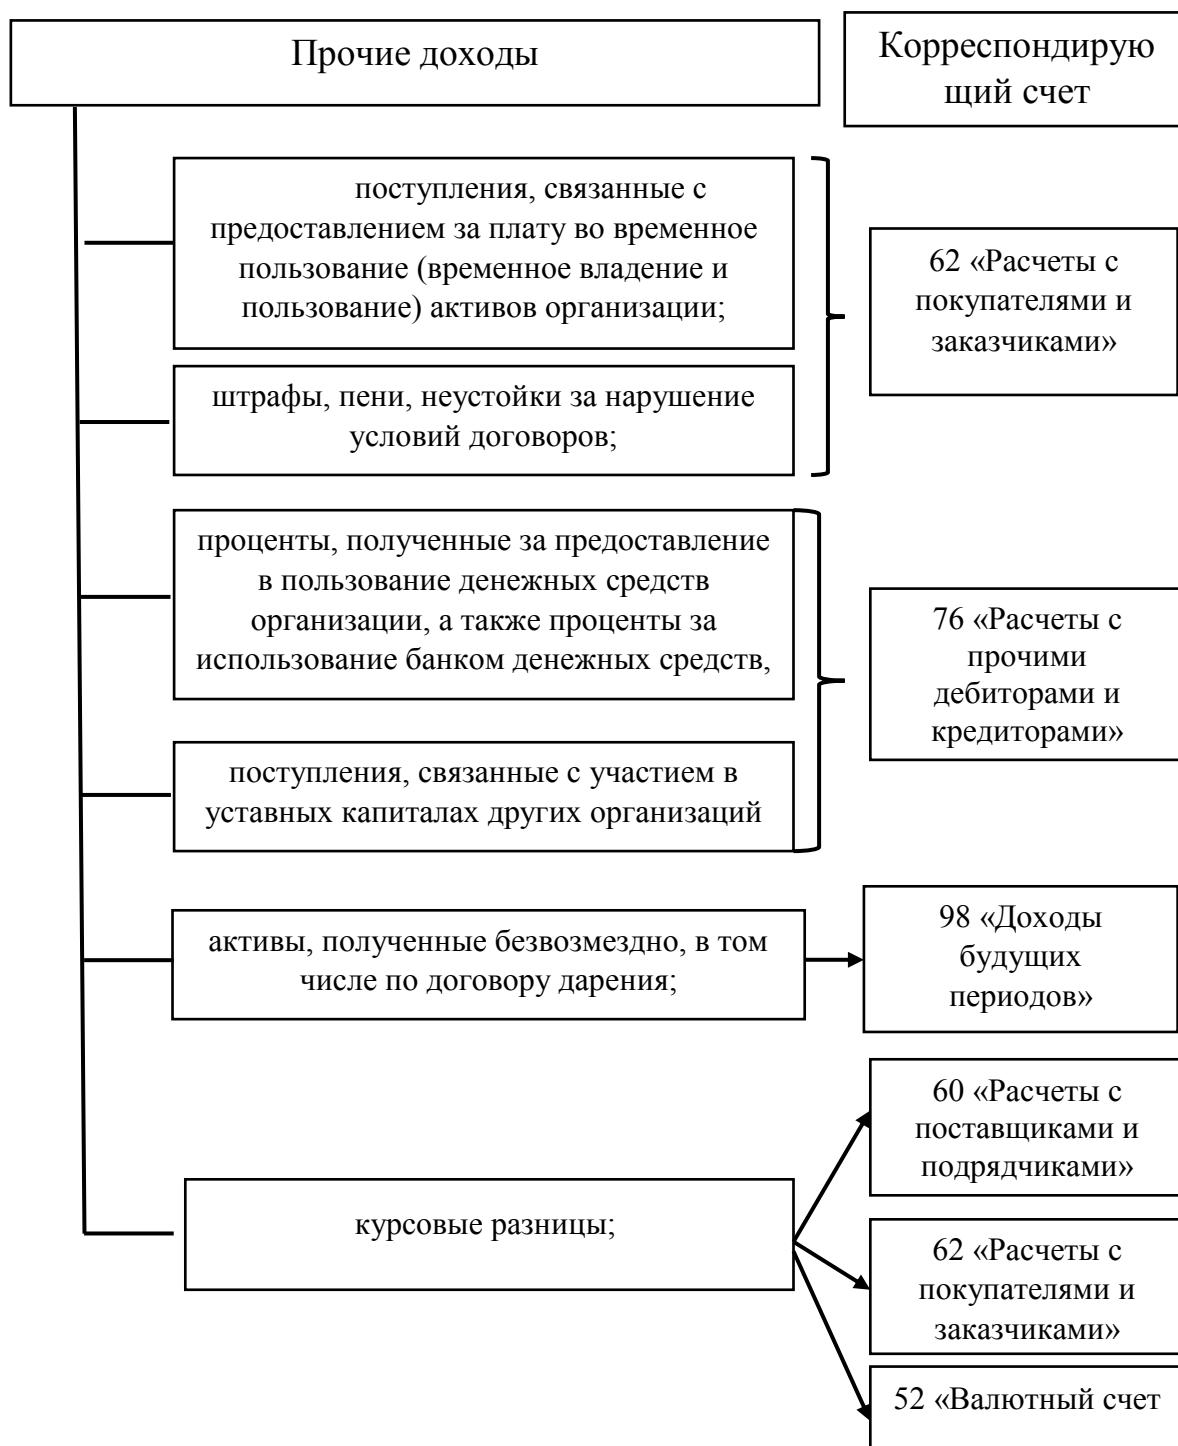 Прочие доходы
Корреспондирую
щий счет
поступления, связанные с
предоставлением за плату во временное
пользование (временное владение и
пользование) активов организации;
62 «Расчеты с
покупателями и
заказчиками»
штрафы, пени, неустойки за нарушение
условий договоров;
проценты, полученные за предоставление
в пользование денежных средств
организации, а также проценты за
использование банком денежных средств,
76 «Расчеты с
прочими
дебиторами и
кредиторами»
поступления, связанные с участием в
уставных капиталах других организаций
активы, полученные безвозмездно, в том
числе по договору дарения;
98 «Доходы
будущих
периодов»
курсовые разницы;
60 «Расчеты с
поставщиками и
подрядчиками»
62 «Расчеты с
покупателями и
заказчиками»
52 «Валютный счет